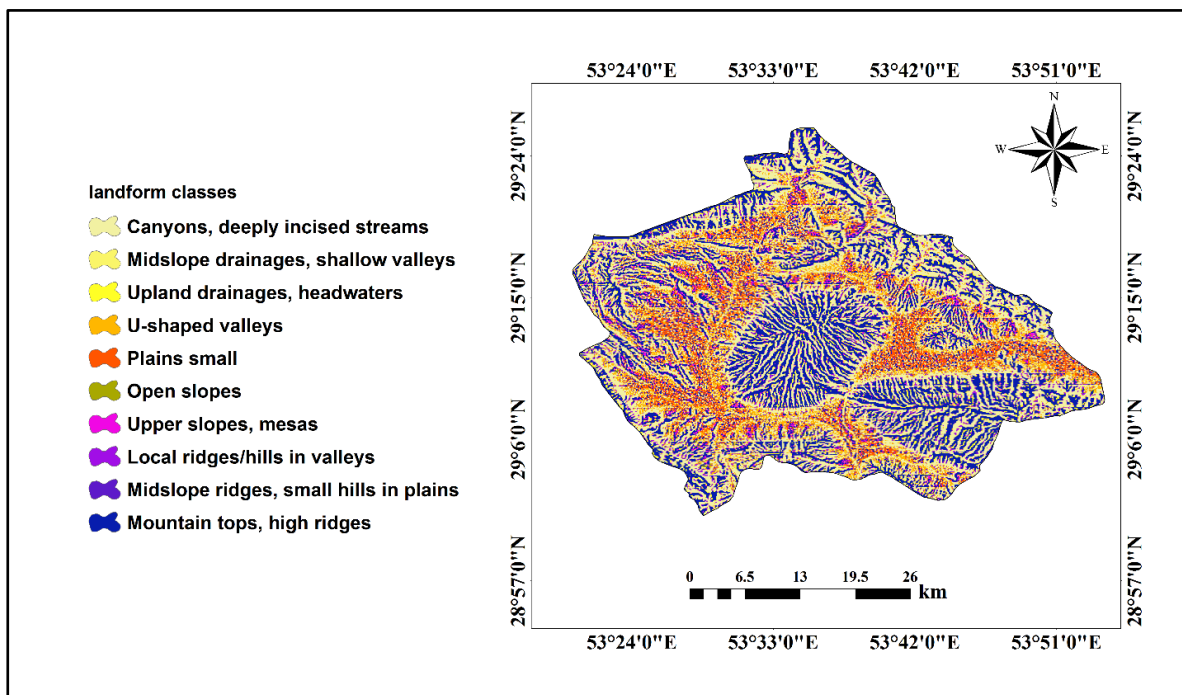 landform classes
Canyons, deeply incised streams
Midslope drainages, shallow valleys
Upland drainages, headwaters
U-shaped valleys
Plains small
Open slopes
Upper slopes, mesas
Local ridges/hills in valleys
Midslope ridges, small hills in plains
Mountain tops, high ridges
53°24'0"E 53°33'0"E 53°42'0"E 53°51'0"E
N
W E
S
29°24'0"N 29°24'0"N
29°15'0"N 29°15'0"N
29°6'0"N 29°6'0"N
28°57'0"N 28°57'0"N
0 6.5 13 19.5 26
km
53°24'0"E 53°33'0"E 53°42'0"E 53°51'0"E